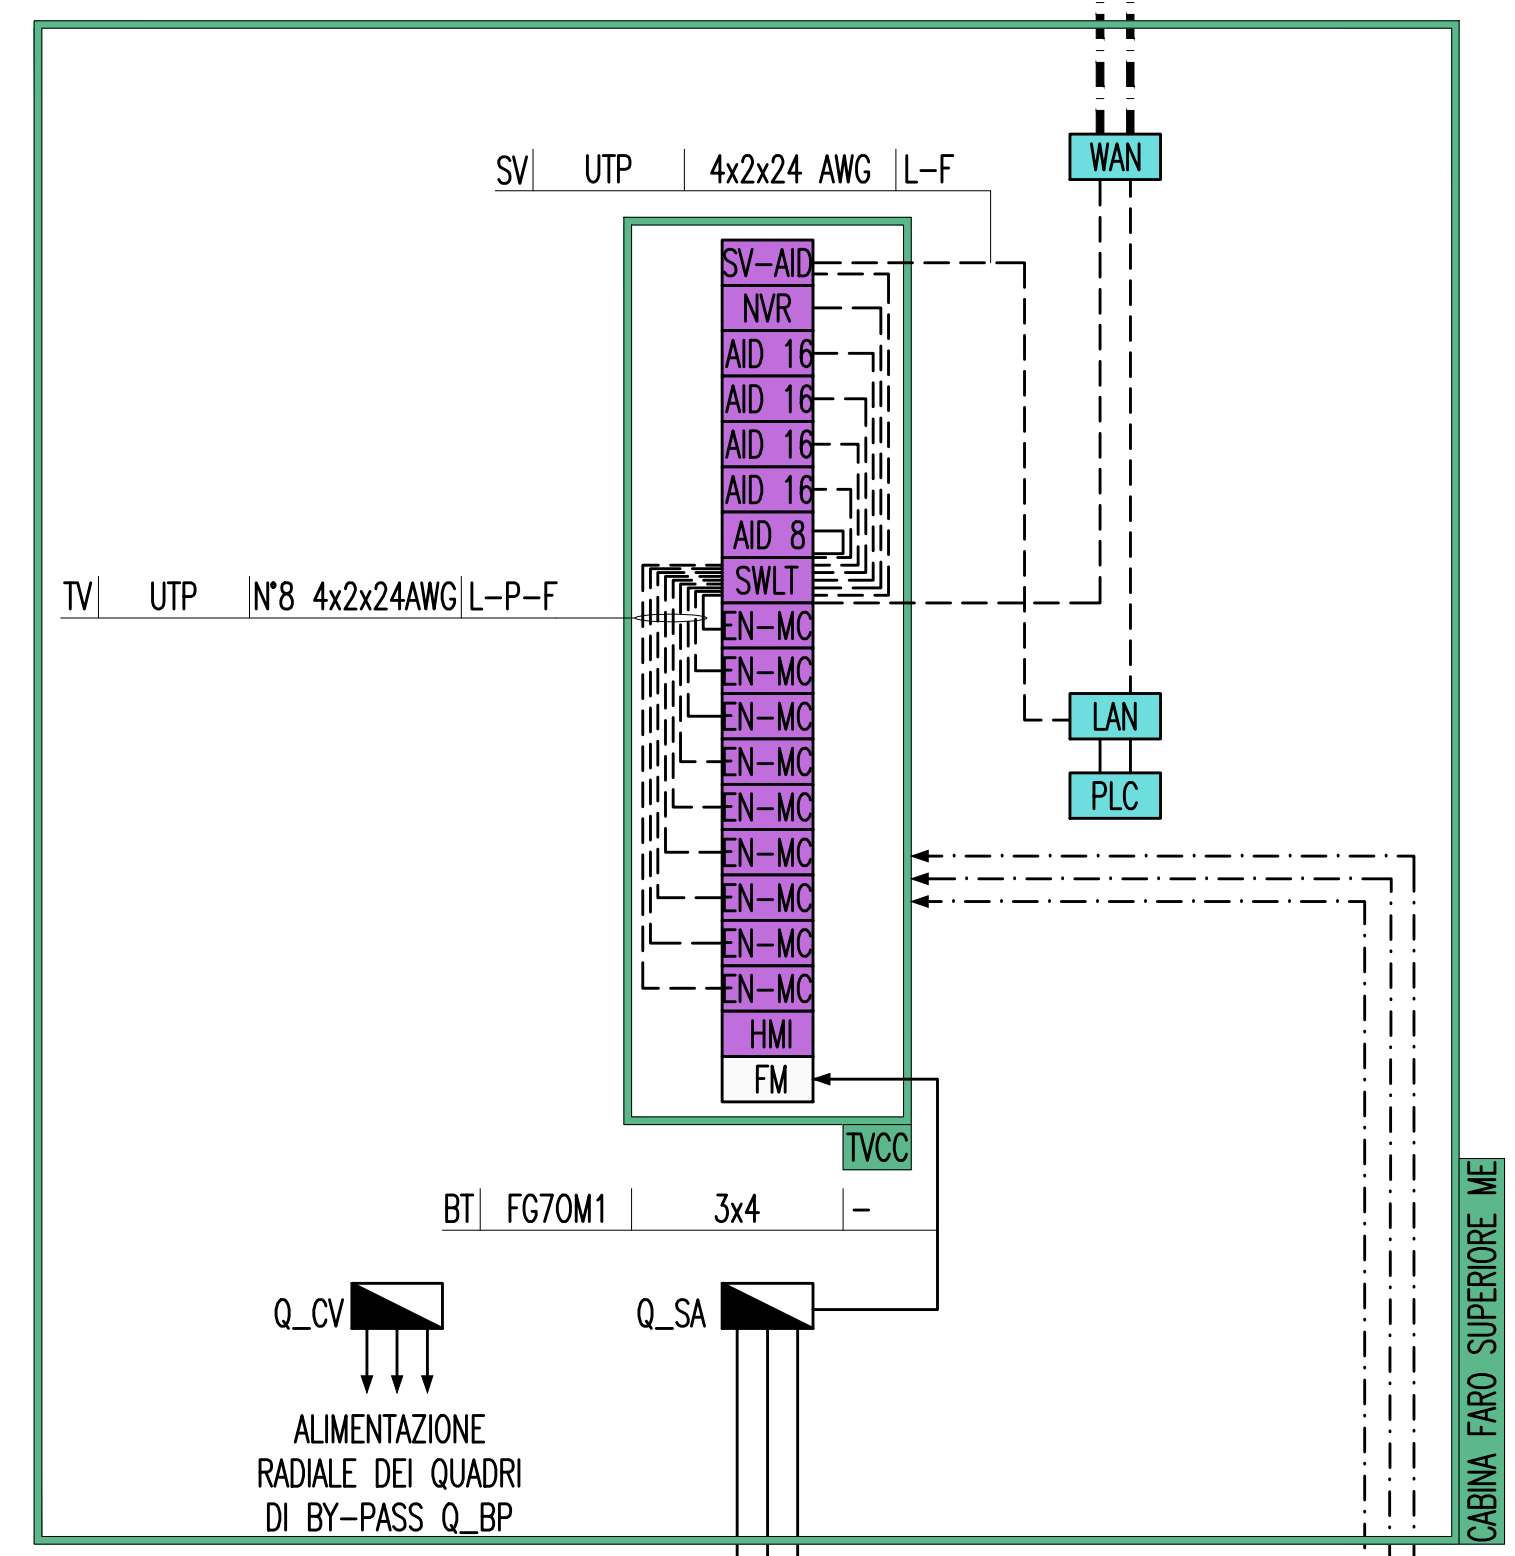 WAN
SV UTP 4x2x24 AWG L-F
SV-AID
NVR
AID 16
AID 16
AID 16
AID 16
AID 8
SWLT
TV UTP N°8 4x2x24AWG L-P-F
EN-MC
EN-MC
EN-MC
EN-MC
EN-MC
EN-MC
EN-MC
EN-MC
EN-MC
HMI
FM
LAN
PLC
TVCC
BT FG7OM1 3x4 -
Q_CV
Q_SA
ALIMENTAZIONE
RADIALE DEI QUADRI
DI BY-PASS Q_BP
CABINA FARO SUPERIORE ME